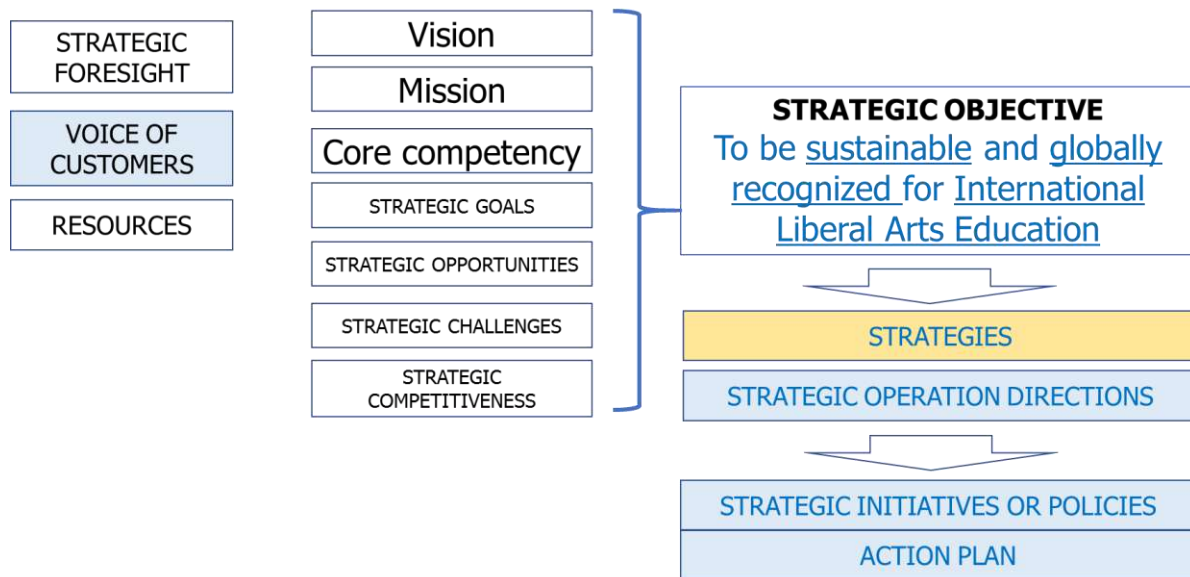 STRATEGIC
FORESIGHT
VOICE OF
CUSTOMERS
RESOURCES
Vision
Mission
Core competency
STRATEGIC GOALS
STRATEGIC OPPORTUNITIES
STRATEGIC CHALLENGES
STRATEGIC
COMPETITIVENESS
STRATEGIC OBJECTIVE
To be sustainable and globally
recognized for International
Liberal Arts Education
STRATEGIES
STRATEGIC OPERATION DIRECTIONS
STRATEGIC INITIATIVES OR POLICIES
ACTION PLAN